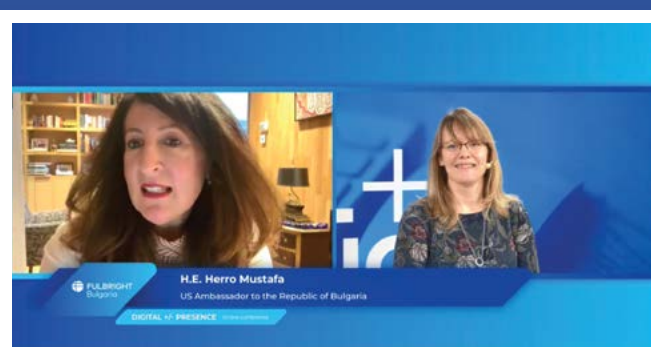 FULBRIGHT
Bulgaria
H.E. Herro Mustafa
US Ambassador to the Republic of Bulgaria
DIGITAL +/- PRESENCE